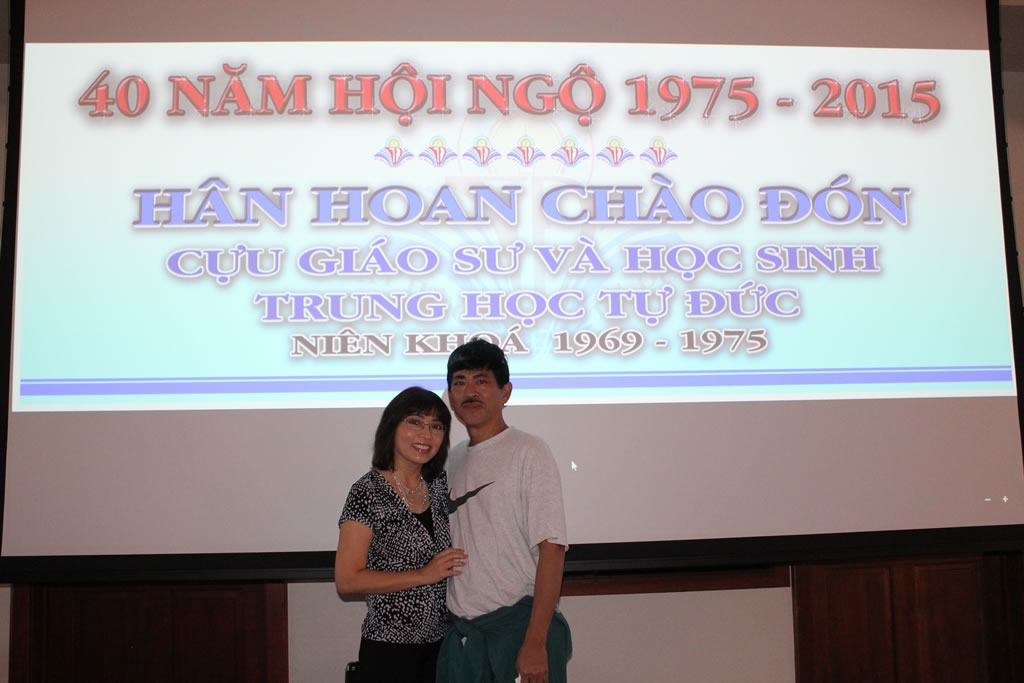 40 NĂM HỘI NGỘ 1975 - 2015
HÂN HOAN CHÀO ĐÓN
CỰU GIÁO SƯ VÀ HỌC SINH
TRUNG HỌC TỰ ĐỨC
NIÊN KHOÁ 1969 - 1975